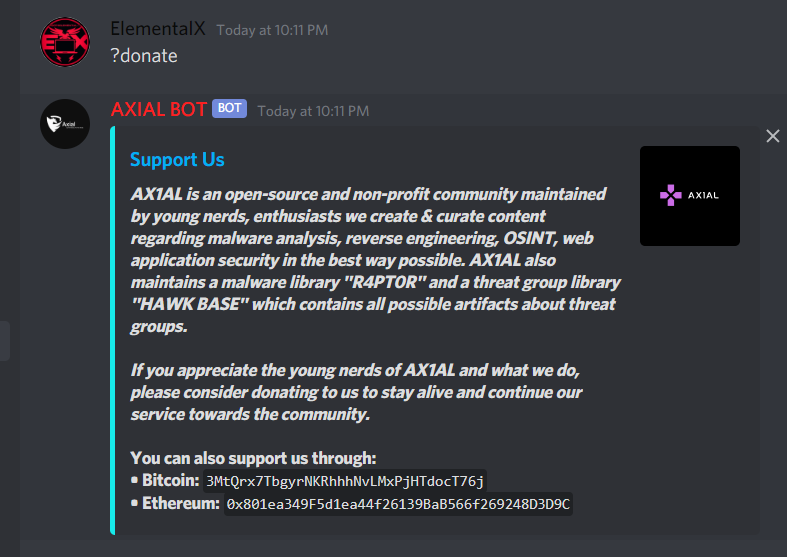 ElementalX Today at 10:11 PM
?donate
AXIAL BOT BOT Today at 10:11 PM
Axial
Support Us
AX1AL
AX1AL is an open-source and non-profit community maintained
by young nerds, enthusiasts we create & curate content
regarding malware analysis, reverse engineering, OSINT, web
application security in the best way possible. AX1AL also
maintains a malware library "R4PT0R" and a threat group library
"HAWK BASE" which contains all possible artifacts about threat
groups.
If you appreciate the young nerds of AX1AL and what we do,
please consider donating to us to stay alive and continue our
service towards the community.
You can also support us through:
• Bitcoin: 3MtQrx7TbgyrNKRhhhNvLMxPjHTdocT76j
• Ethereum: 0x801ea349F5d1ea44f26139BaB566f269248D3D9C